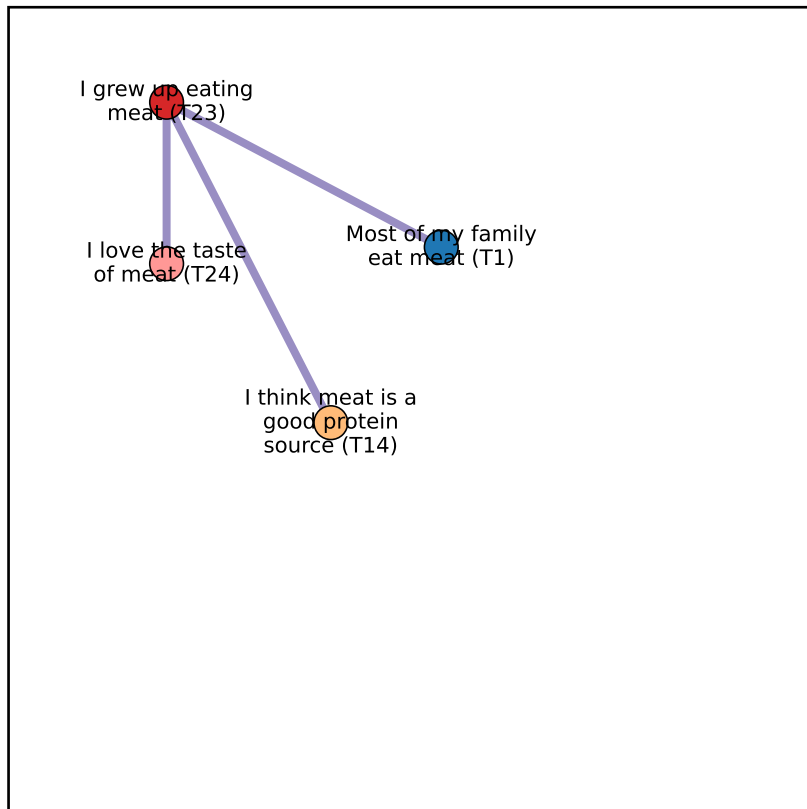 I grew up eating
meat (T23)
Most of my family
eat meat (T1)
I love the taste
of meat (T24)
I think meat is a
good protein
source (T14)